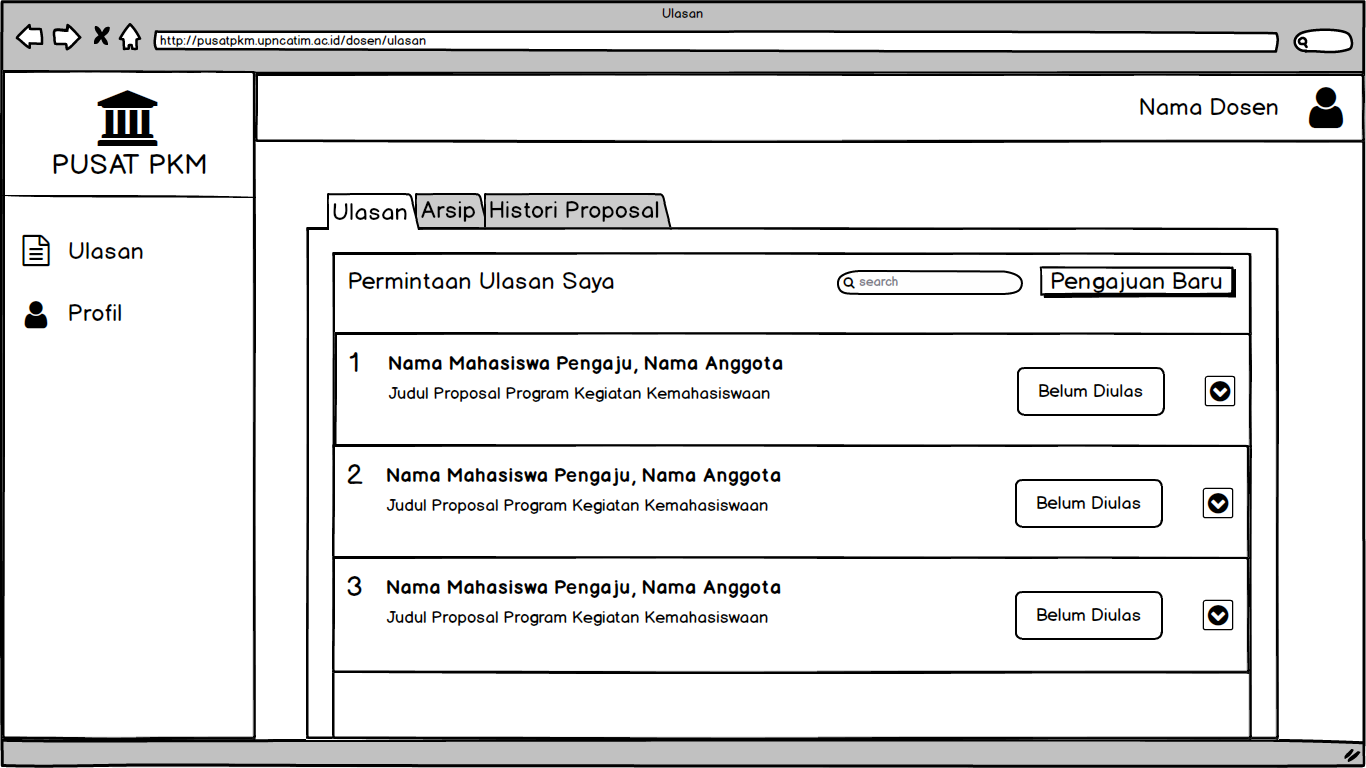 Ulasan
http://pusatpkm.upncatim.ac.id/dosen/ulasan
PUSAT PKM
Nama Dosen
Ulasan
Profil
Ulasan Arsip Histori Proposal
Permintaan Ulasan Saya search Pengajuan Baru
1 Nama Mahasiswa Pengaju, Nama Anggota
Judul Proposal Program Kegiatan Kemahasiswaan
Belum Diulas
2 Nama Mahasiswa Pengaju, Nama Anggota
Judul Proposal Program Kegiatan Kemahasiswaan
Belum Diulas
3 Nama Mahasiswa Pengaju, Nama Anggota
Judul Proposal Program Kegiatan Kemahasiswaan
Belum Diulas